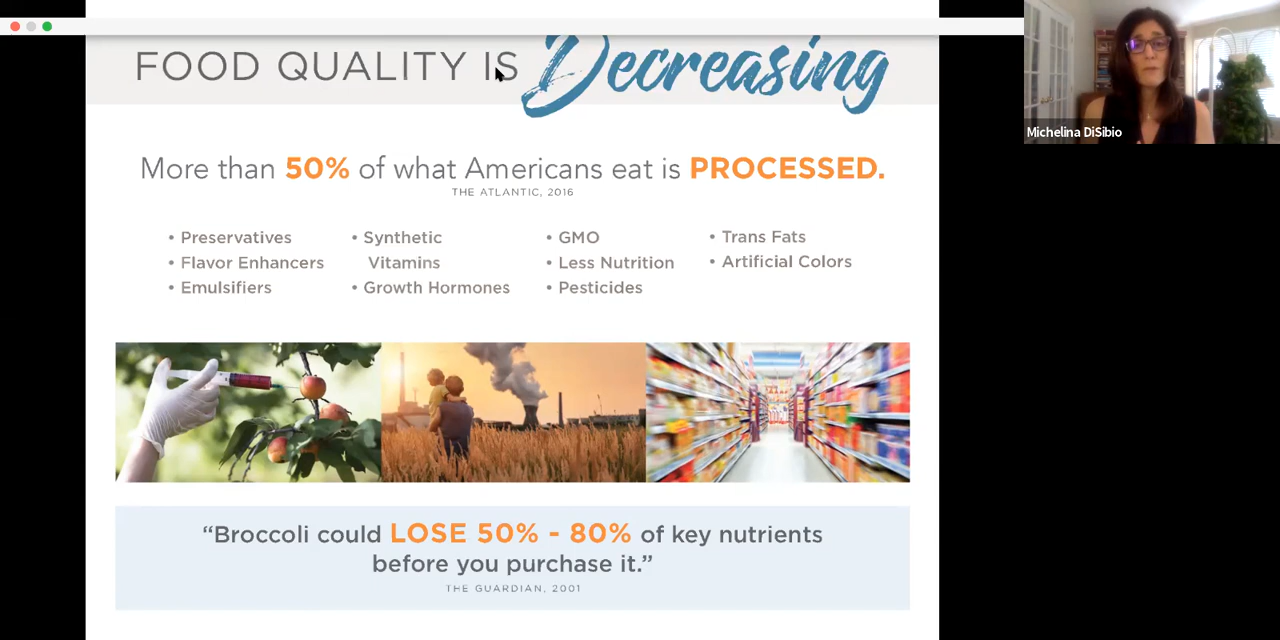 FOOD QUALITY IS Decreasing
More than 50% of what Americans eat is PROCESSED.
THE ATLANTIC, 2016
• Preservatives
• Flavor Enhancers
• Emulsifiers
• Synthetic
Vitamins
• Growth Hormones
• GMO
• Less Nutrition
• Pesticides
• Trans Fats
• Artificial Colors
“Broccoli could LOSE 50% - 80% of key nutrients
before you purchase it.”
THE GUARDIAN, 2001
Michelina DiSibio